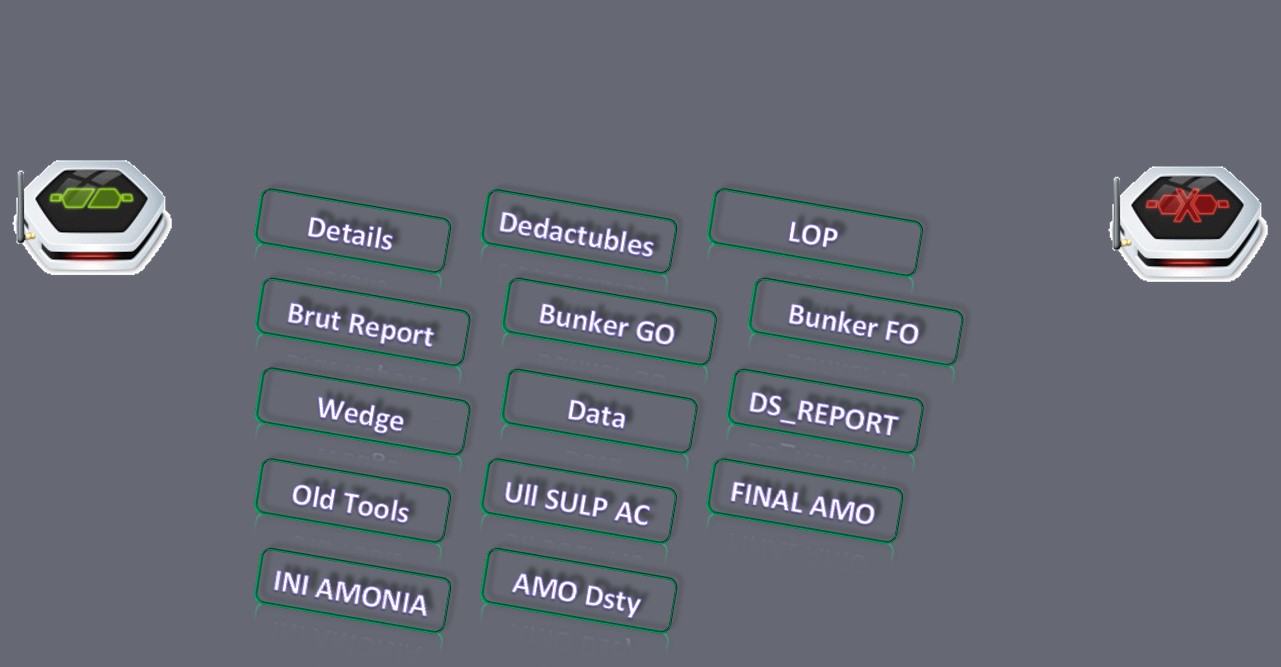 Details
Dedactubles
LOP
Brut Report
Bunker GO
Bunker FO
Wedge
Data
DS_REPORT
Old Tools
Ull SULP AC
FINAL AMO
INI AMONIA
AMO Dsty